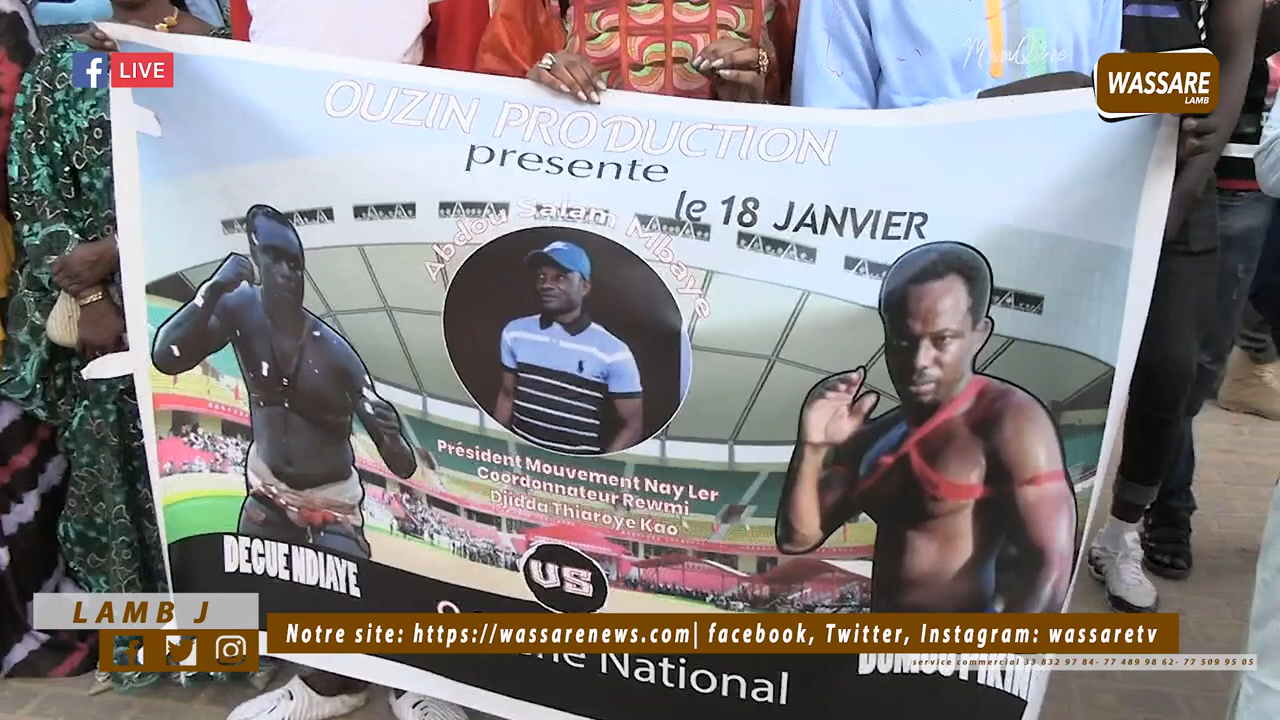 LIVE
WASSARE
LAMB
OUZIN PRODUCTION
presente
le 18 JANVIER
Abdou Salam Mbaye
Président Mouvement Nay Ler
Coordonnateur Rewmi
Djidda Thiaroye Kao
DEGUE NDIAYE
VS
National
LAMB J
Notre site: https://wassarenews.com| facebook, Twitter, Instagram: wassaretv
service commercial 33 832 97 84- 77 489 98 62- 77 509 95 05